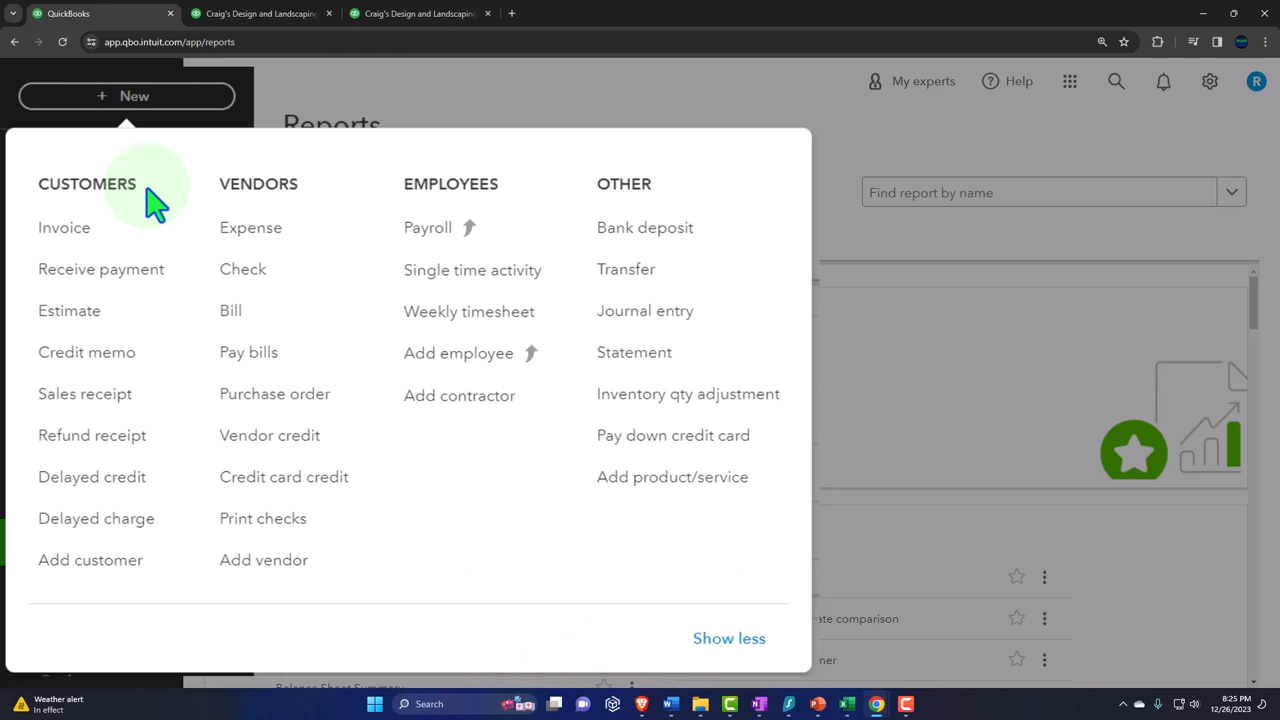 QuickBooks
Craig's Design and Landscaping
Craig's Design and Landscaping
app.qbo.intuit.com/app/reports
+ New
My experts
Help
R
Reports
Find report by name
CUSTOMERS
Invoice
Receive payment
Estimate
Credit memo
Sales receipt
Refund receipt
Delayed credit
Delayed charge
Add customer
VENDORS
Expense
Check
Bill
Pay bills
Purchase order
Vendor credit
Credit card credit
Print checks
Add vendor
EMPLOYEES
Payroll
Single time activity
Weekly timesheet
Add employee
Add contractor
OTHER
Bank deposit
Transfer
Journal entry
Statement
Inventory qty adjustment
Pay down credit card
Add product/service
Show less
ate comparison
mer
Balance Sheet Summary
Weather alert
In effect
Search
8:25 PM
12/26/2023